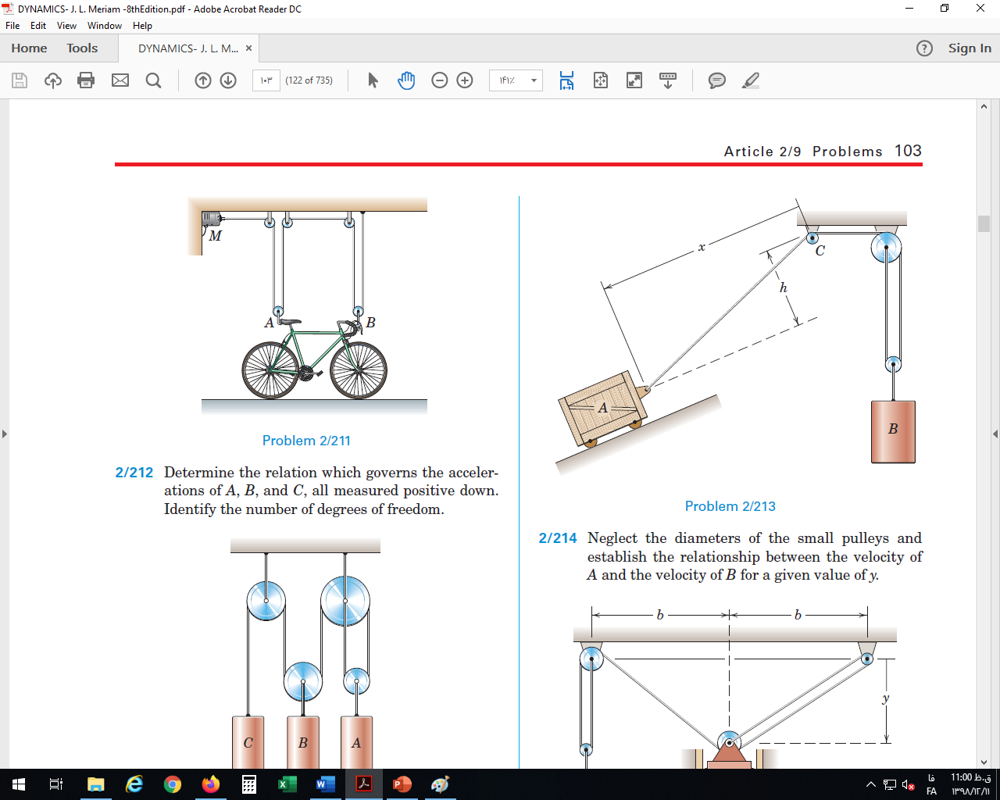 DYNAMICS- J. L. Meriam -8thEdition.pdf - Adobe Acrobat Reader DC
File Edit View Window Help
Home Tools DYNAMICS- J. L. M... × ? Sign In
۱۰۳ (122 of 735) ۱۴۱٪
Article 2/9 Problems 103
M
A B
Problem 2/211
2/212 Determine the relation which governs the acceler-
ations of A, B, and C, all measured positive down.
Identify the number of degrees of freedom.
C B A
x
C
h
A
B
Problem 2/213
2/214 Neglect the diameters of the small pulleys and
establish the relationship between the velocity of
A and the velocity of B for a given value of y.
b b
y
فا
FA
11:00 ق.ظ
۱۳۹۸/۱۲/۱۱